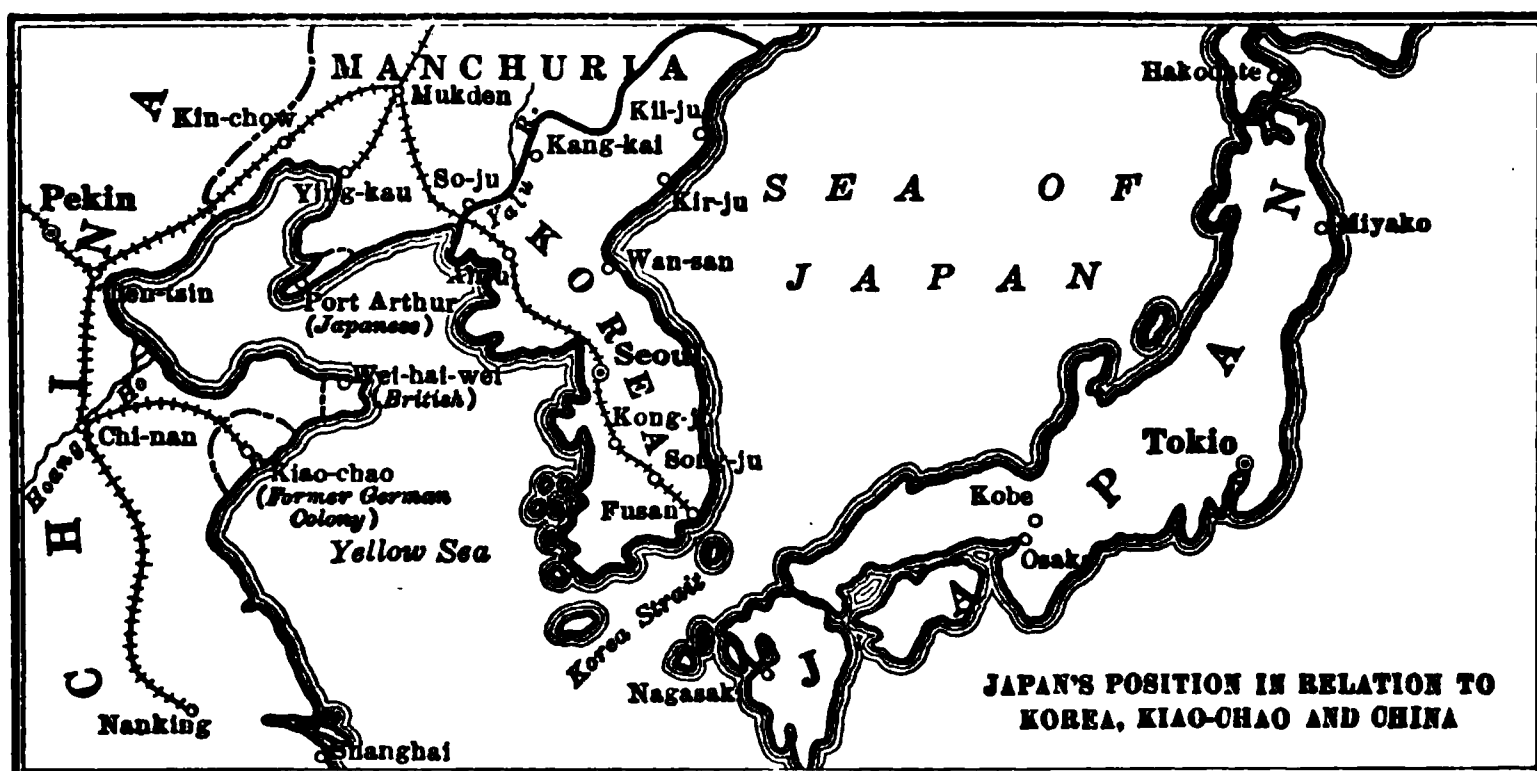 MANCHURIA
Mukden
Hakodate
Kin-chow
Kil-ju
R.
Kang-kai
Pekin
Ying-kau
So-ju
Yalu
Kir-ju
SEA OF
JAPAN
Miyako
KOREA
Wan-san
Port Arthur
(Japanese)
Seoul
Wei-hai-wei
(British)
Hoang Ho
Chi-nan
Kiao-chao
(Former German
Colony)
Yellow Sea
Fusan
Tokio
Kobe
Osaka
Korea Strait
Nagasaki
Nanking
Shanghai
CHINA
JAPAN
JAPAN'S POSITION IN RELATION TO
KOREA, KIAO-CHAO AND CHINA